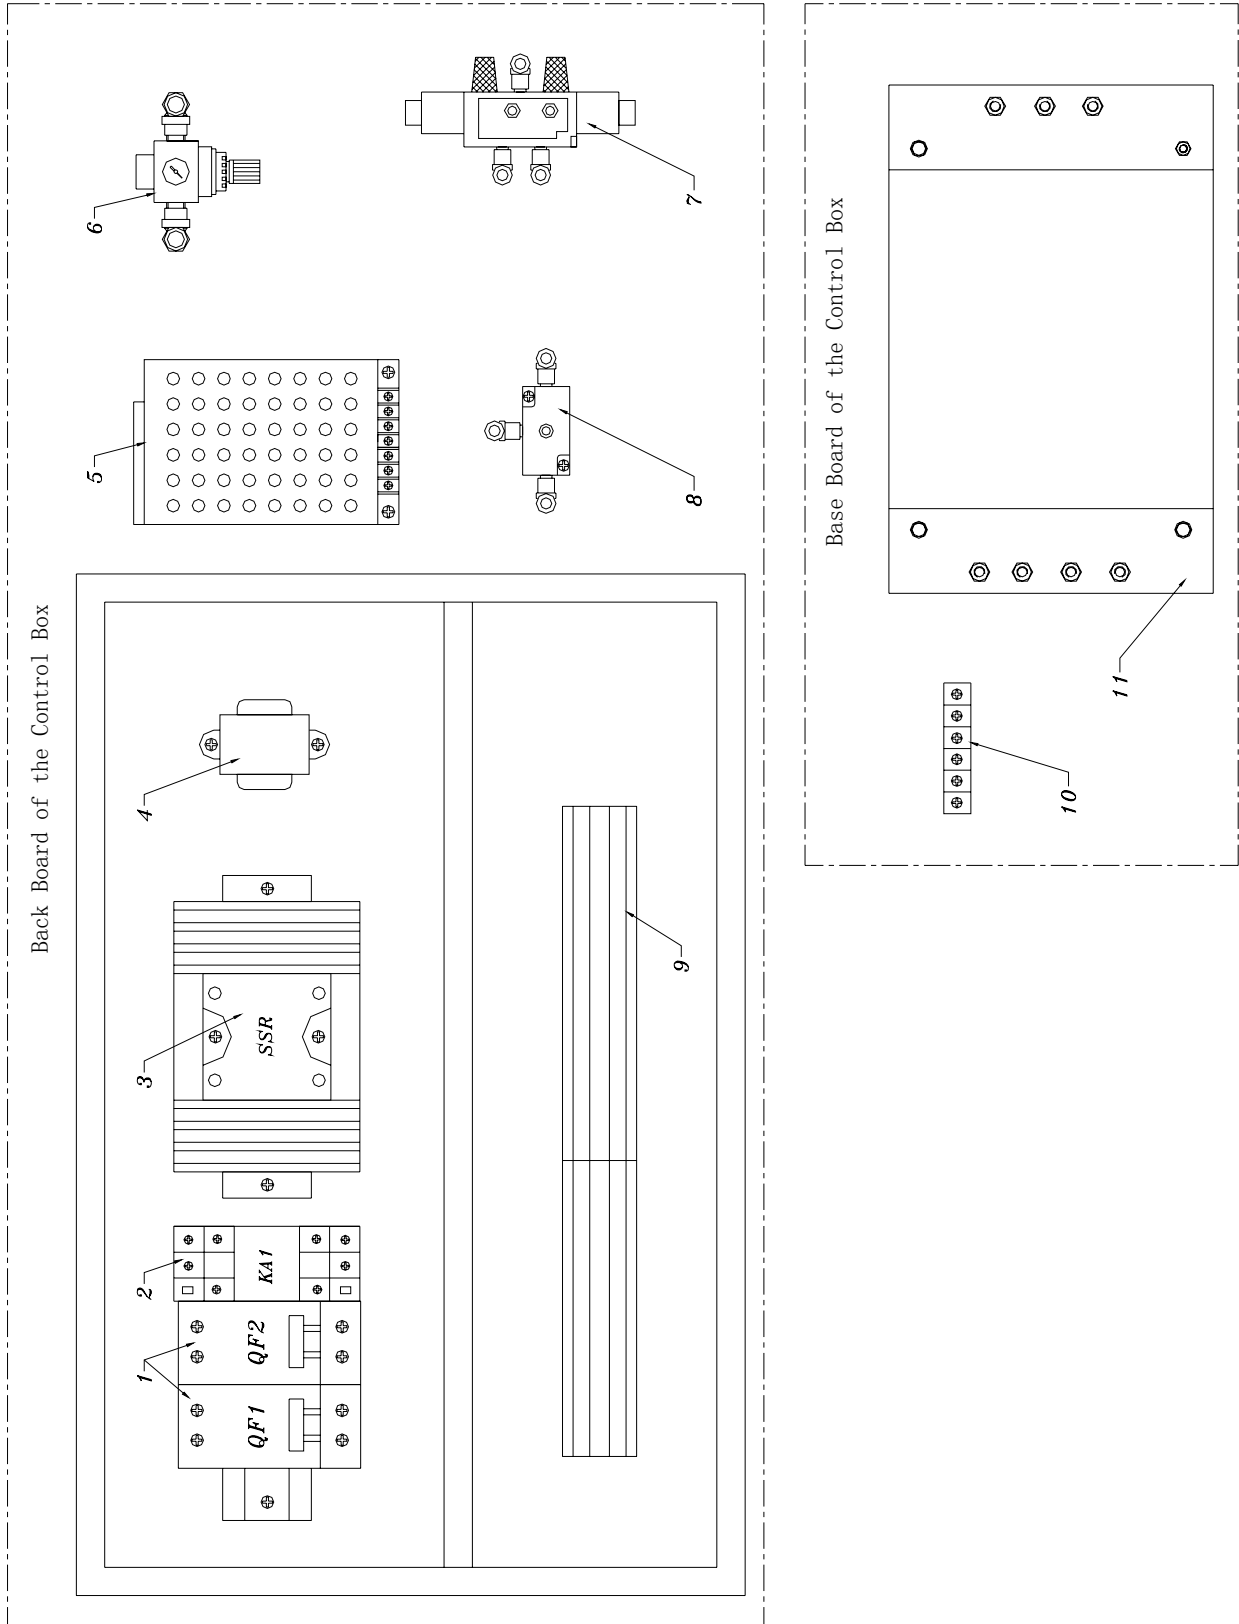 Back Board of the Control Box
1
QF1
QF2
2
KA1
3
SSR
4
5
6
7
8
9
Base Board of the Control Box
10
11